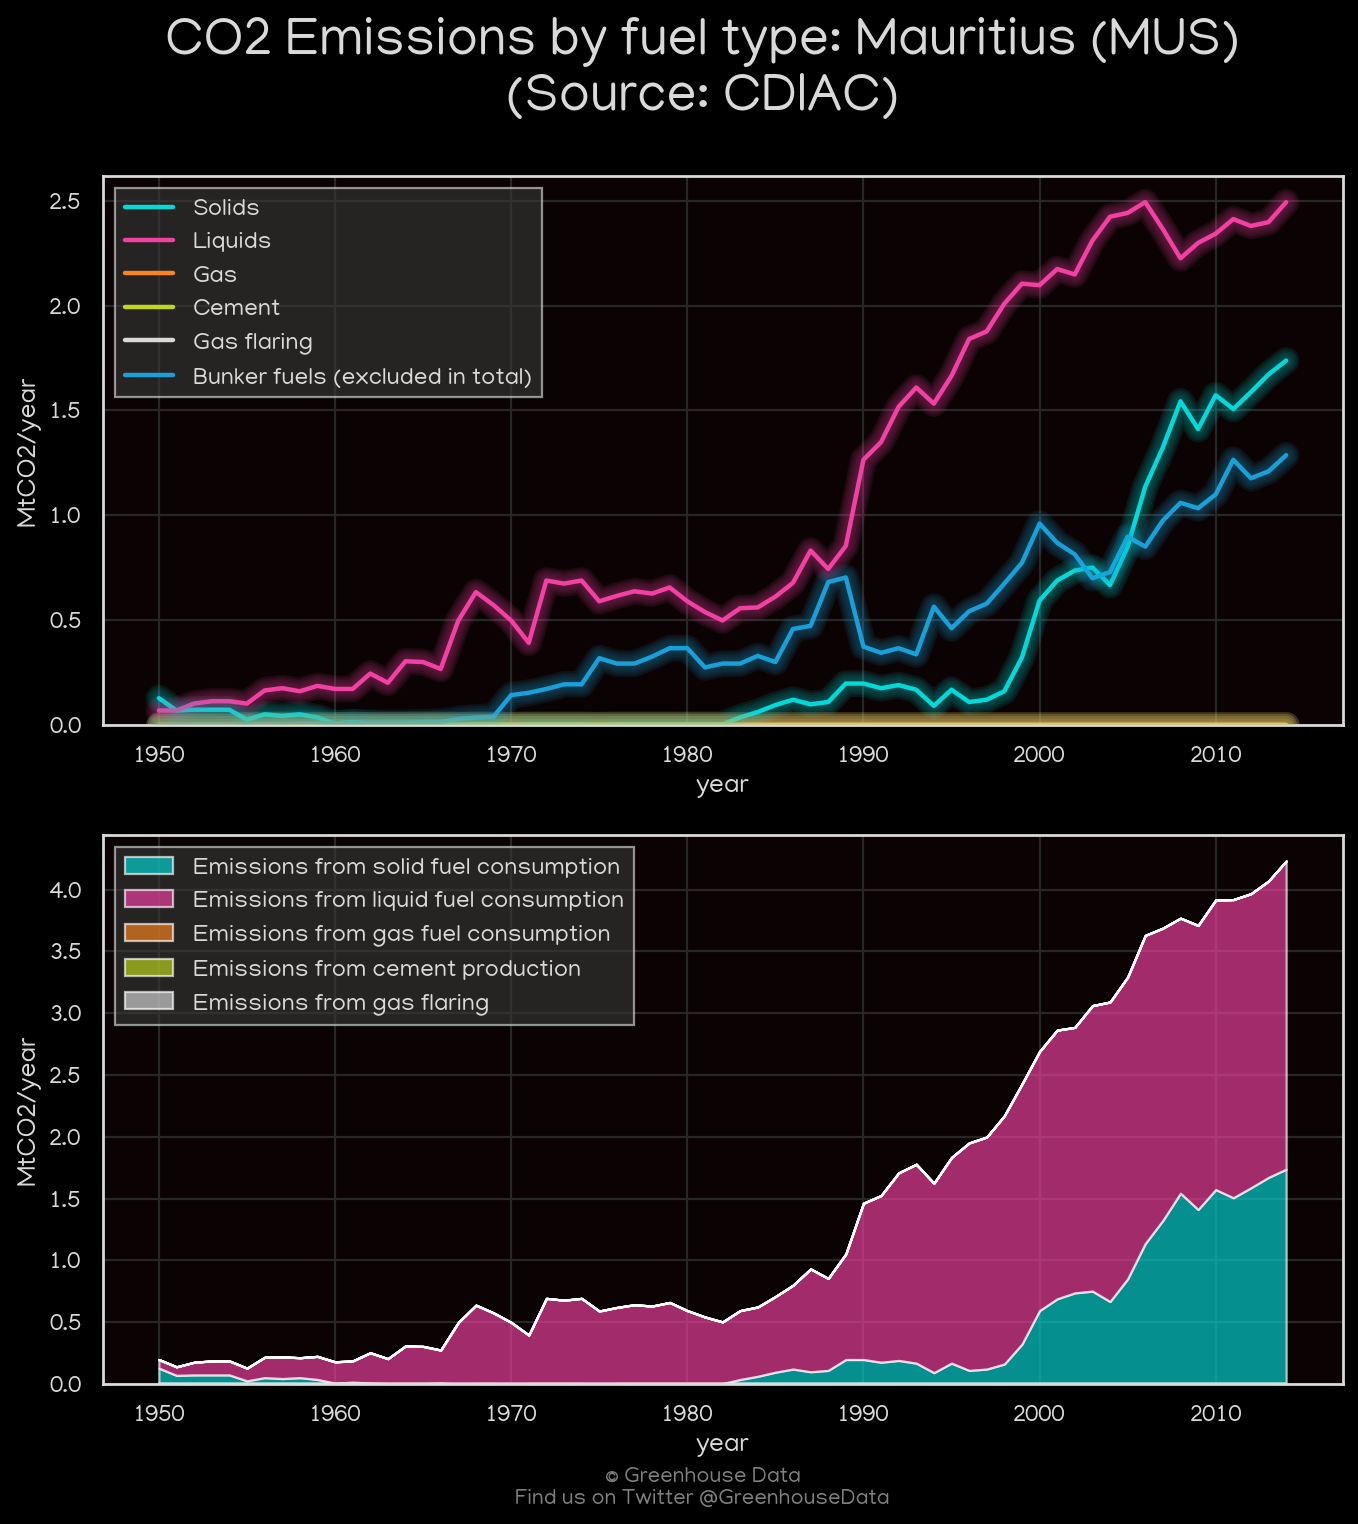 CO2 Emissions by fuel type: Mauritius (MUS)
(Source: CDIAC)
2.5
2.0
1.5
1.0
0.5
0.0
MtCO2/year
Solids
Liquids
Gas
Cement
Gas flaring
Bunker fuels (excluded in total)
1950 1960 1970 1980 1990 2000 2010
year
4.0
3.5
3.0
2.5
2.0
1.5
1.0
0.5
0.0
MtCO2/year
Emissions from solid fuel consumption
Emissions from liquid fuel consumption
Emissions from gas fuel consumption
Emissions from cement production
Emissions from gas flaring
1950 1960 1970 1980 1990 2000 2010
year
© Greenhouse Data
Find us on Twitter @GreenhouseData